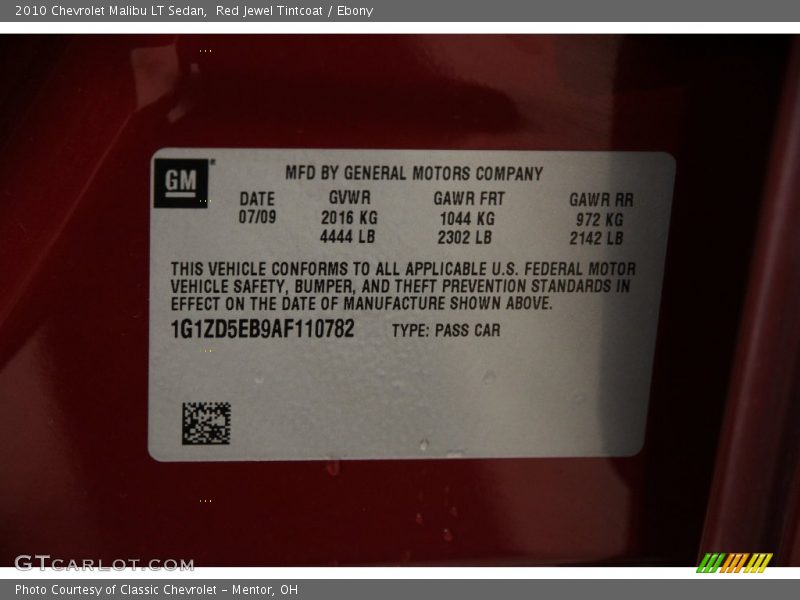 2010 Chevrolet Malibu LT Sedan,  Red Jewel Tintcoat / Ebony
GM
MFD BY GENERAL MOTORS COMPANY
DATE GVWR GAWR FRT GAWR RR
07/09 2016 KG 1044 KG 972 KG
4444 LB 2302 LB 2142 LB
THIS VEHICLE CONFORMS TO ALL APPLICABLE U.S. FEDERAL MOTOR
VEHICLE SAFETY, BUMPER, AND THEFT PREVENTION STANDARDS IN
EFFECT ON THE DATE OF MANUFACTURE SHOWN ABOVE.
1G1ZD5EB9AF110782 TYPE: PASS CAR
GTCARLOT.COM
Photo Courtesy of Classic Chevrolet - Mentor, OH